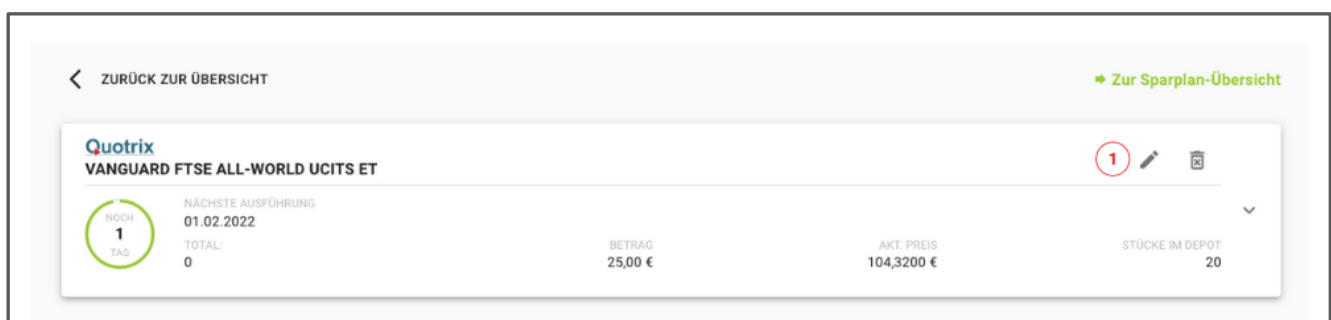 ZURÜCK ZUR ÜBERSICHT
Zur Sparplan-Übersicht
Quotrix
VANGUARD FTSE ALL-WORLD UCITS ET
1
NOCH
1
TAG
NÄCHSTE AUSFÜHRUNG
01.02.2022
TOTAL:
0
BETRAG
25,00 €
AKT. PREIS
104,3200 €
STÜCKE IM DEPOT
20